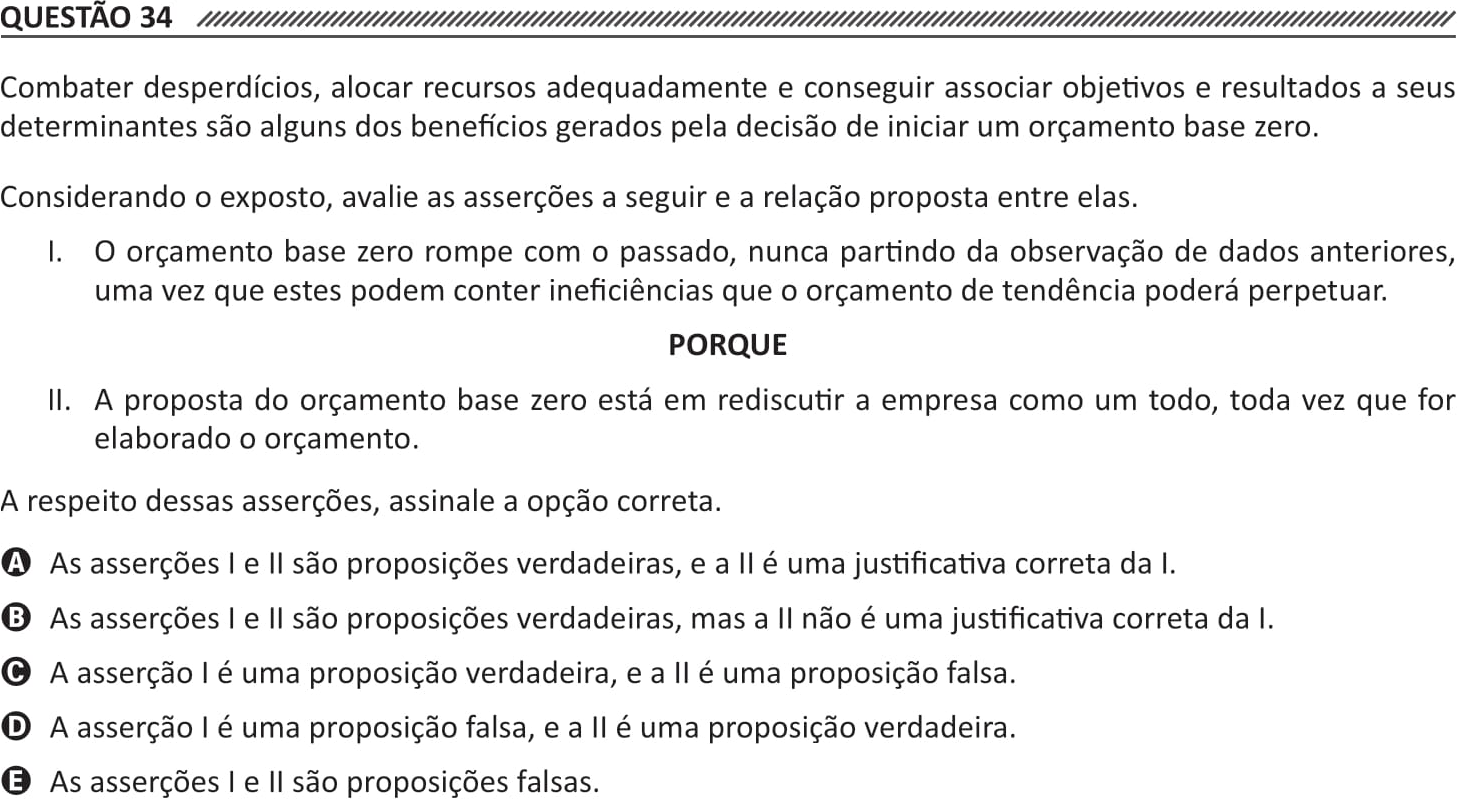 QUESTÃO 34
Combater desperdícios, alocar recursos adequadamente e conseguir associar objetivos e resultados a seus
determinantes são alguns dos benefícios gerados pela decisão de iniciar um orçamento base zero.
Considerando o exposto, avalie as asserções a seguir e a relação proposta entre elas.
I. O orçamento base zero rompe com o passado, nunca partindo da observação de dados anteriores,
uma vez que estes podem conter ineficiências que o orçamento de tendência poderá perpetuar.
PORQUE
II. A proposta do orçamento base zero está em rediscutir a empresa como um todo, toda vez que for
elaborado o orçamento.
A respeito dessas asserções, assinale a opção correta.
A As asserções I e II são proposições verdadeiras, e a II é uma justificativa correta da I.
B As asserções I e II são proposições verdadeiras, mas a II não é uma justificativa correta da I.
C A asserção I é uma proposição verdadeira, e a II é uma proposição falsa.
D A asserção I é uma proposição falsa, e a II é uma proposição verdadeira.
E As asserções I e II são proposições falsas.